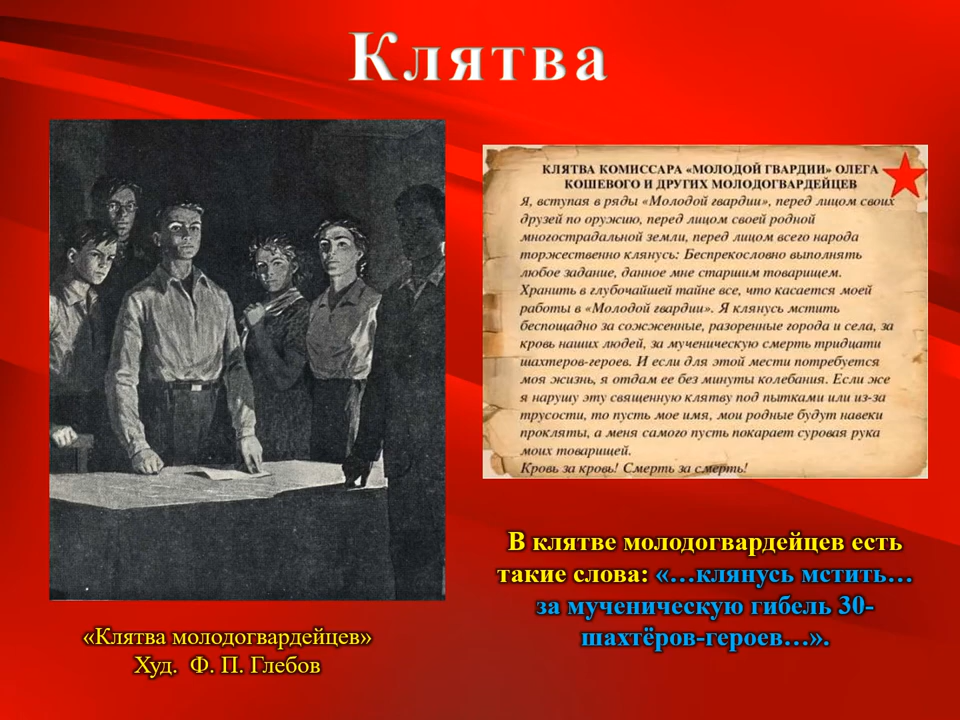 Клятва
КЛЯТВА КОМИССАРА «МОЛОДОЙ ГВАРДИИ» ОЛЕГА
КОШЕВОГО И ДРУГИХ МОЛОДОГВАРДЕЙЦЕВ
Я, вступая в ряды «Молодой гвардии», перед лицом своих
друзей по оружию, перед лицом своей родной
многострадальной земли, перед лицом всего народа
торжественно клянусь: Беспрекословно выполнять
любое задание, данное мне старшим товарищем.
Хранить в глубочайшей тайне все, что касается моей
работы в «Молодой гвардии». Я клянусь мстить
беспощадно за сожженные, разоренные города и села, за
кровь наших людей, за мученическую смерть тридцати
шахтеров-героев. И если для этой мести потребуется
моя жизнь, я отдам ее без минуты колебания. Если же
я нарушу эту священную клятву под пытками или из-за
трусости, то пусть мое имя, мои родные будут навеки
прокляты, а меня самого пусть покарает суровая рука
моих товарищей.
Кровь за кровь! Смерть за смерть!
В клятве молодогвардейцев есть
такие слова: «…клянусь мстить…
за мученическую гибель 30-
шахтёров-героев…».
«Клятва молодогвардейцев»
Худ. Ф. П. Глебов